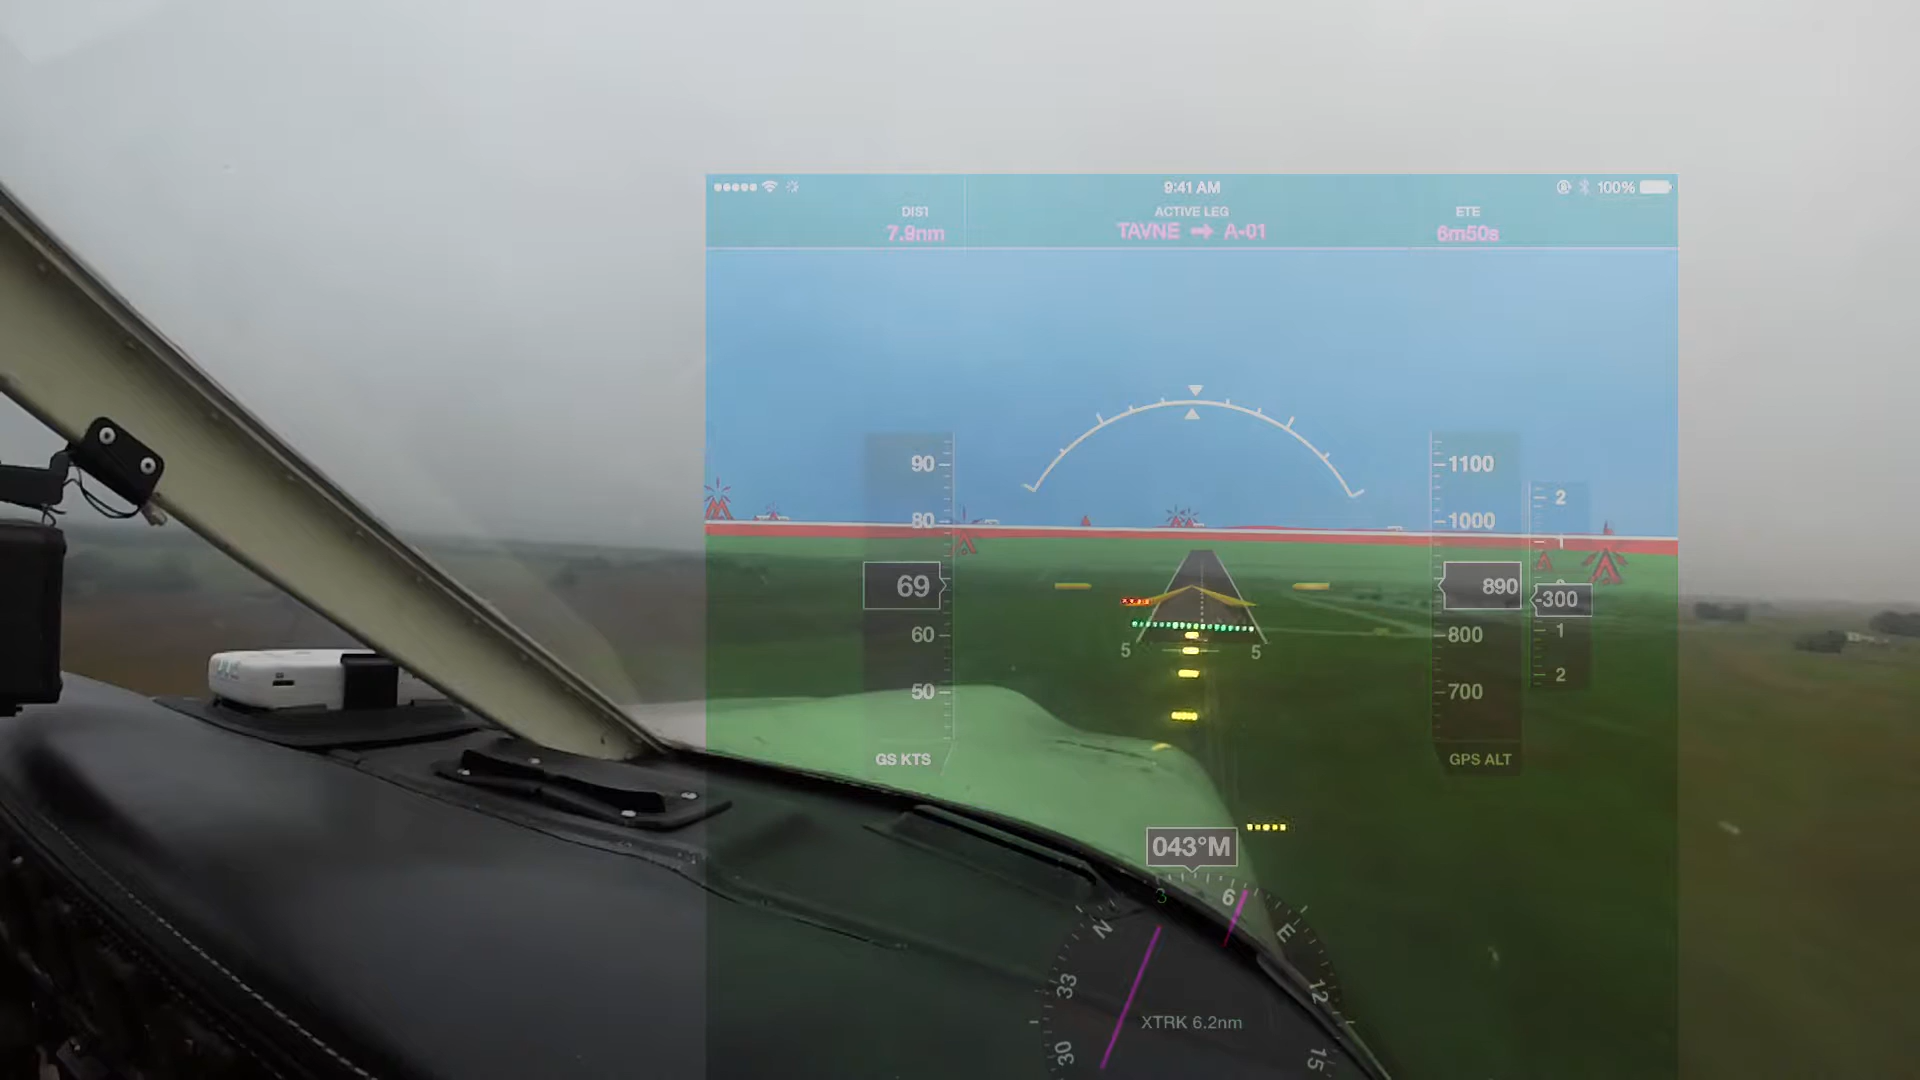 9:41 AM 100%
DIST ACTIVE LEG ETE
7.9nm TAVNE → A-01 6m50s
90 1100
2
80 1000
1
69 890
-300
60 800 1
5 5
2
50 700
GS KTS GPS ALT
043°M
3 6
N E
33 12
XTRK 6.2nm
30 15